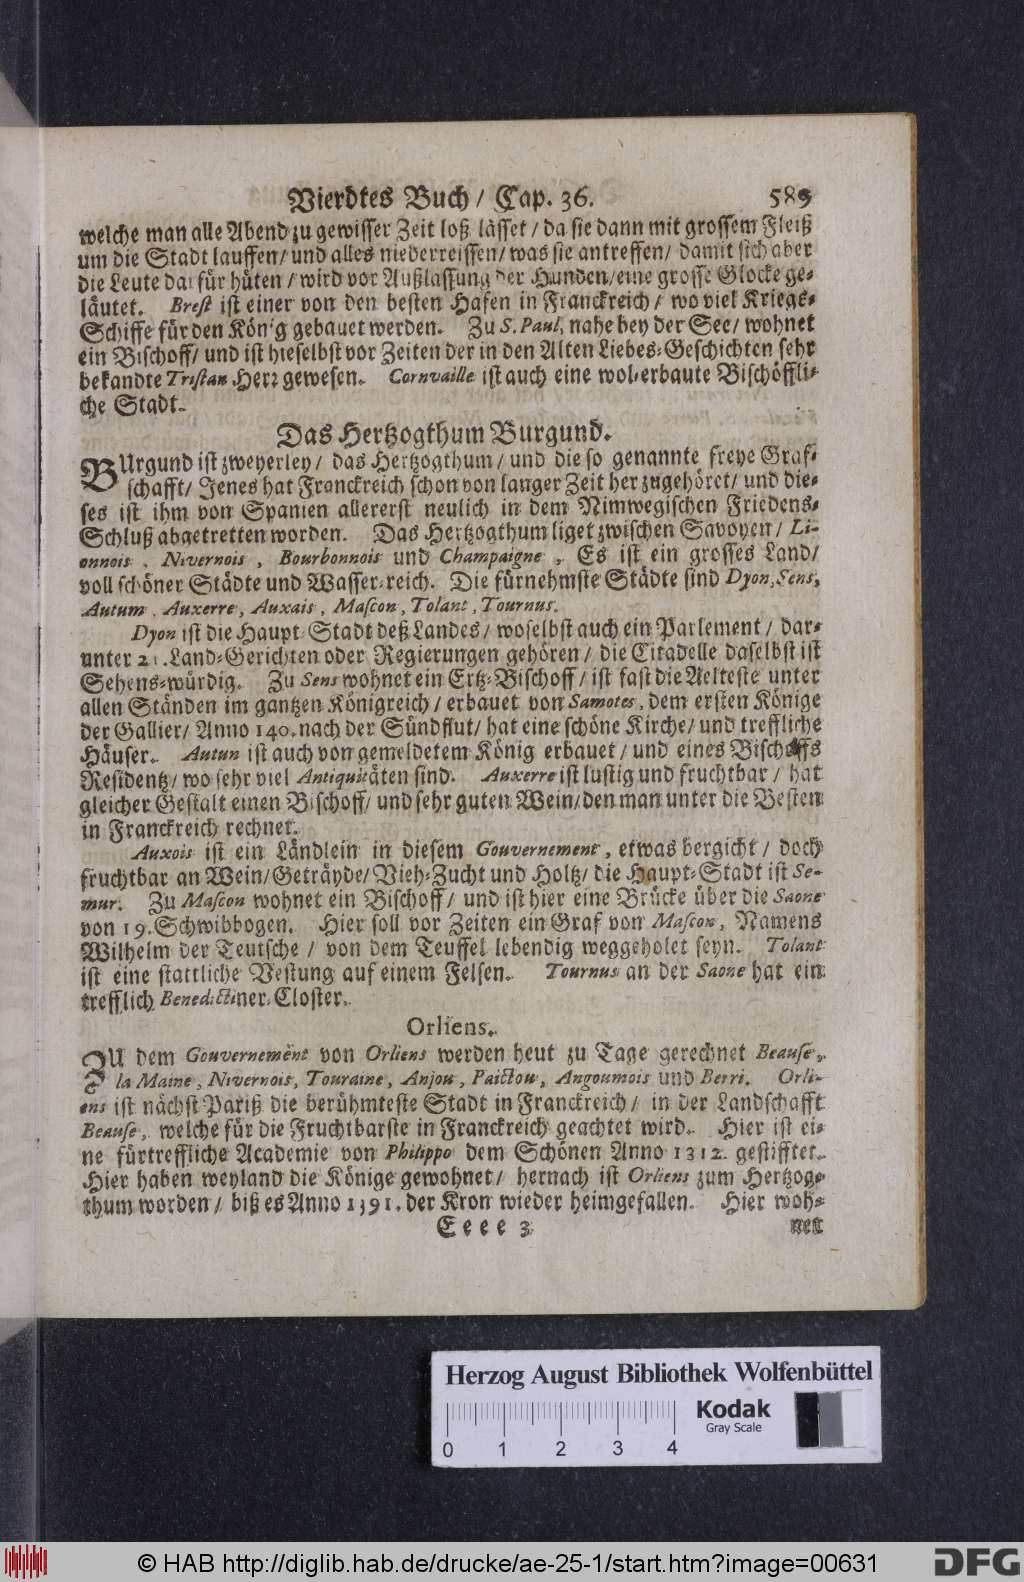 Vierdtes Buch / Cap. 36. 589
welche man alle Abend zu gewisser Zeit loß lässet / da sie dann mit grossem Fleiß
um die Stadt lauffen / und alles niederreissen / was sie antreffen / damit sich aber
die Leute dafür hüten / wird vor Außlassung der Hunden / eine grosse Glocke ge-
läutet. Brest ist einer von den besten Hafen in Franckreich / wo viel Kriegs-
Schiffe für den König gebauet werden. Zu S. Paul, nahe bey der See / wohnet
ein Bischoff / und ist hieselbst vor Zeiten der in den Alten Liebes-Geschichten sehr
bekandte Tristan Herr gewesen. Cornvaille ist auch eine wol-erbaute Bischöffli-
che Stadt.
Das Hertzogthum Burgund.
BUrgund ist zweyerley / das Hertzogthum / und die so genannte freye Graf-
schafft / Jenes hat Franckreich schon von langer Zeit her zugehöret / und die-
ses ist ihm von Spanien allererst neulich in dem Nimwegischen Friedens-
Schluß abgetretten worden. Das Hertzogthum liget zwischen Savoyen / Li-
onnois, Nivernois, Bourbonnois und Champaigne. Es ist ein grosses Land /
voll schöner Städte und Wasser-reich. Die fürnehmste Städte sind Dyon, Sens,
Autum, Auxerre, Auxais, Mascon, Tolant, Tournus.
Dyon ist die Haupt-Stadt deß Landes / woselbst auch ein Parlement / dar-
unter 21. Land-Gerichten oder Regierungen gehören / die Citadelle daselbst ist
Sehens-würdig. Zu Sens wohnet ein Ertz-Bischoff / ist fast die Aelteste unter
allen Ständen im gantzen Königreich / erbauet von Samotes, dem ersten Könige
der Gallier / Anno 140. nach der Sündflut / hat eine schöne Kirche / und treffliche
Häuser. Autun ist auch von gemeldetem König erbauet / und eines Bischoffs
Residentz / wo sehr viel Antiquitäten sind. Auxerre ist lustig und fruchtbar / hat
gleicher Gestalt einen Bischoff / und sehr guten Wein / den man unter die Besten
in Franckreich rechnet.
Auxois ist ein Ländlein in diesem Gouvernement, etwas bergicht / doch
fruchtbar an Wein / Geträyde / Vieh-Zucht und Holtz / die Haupt-Stadt ist Se-
mur. Zu Mascon wohnet ein Bischoff / und ist hier eine Brücke über die Saone
von 19. Schwibbogen. Hier soll vor Zeiten ein Graf von Mascon, Namens
Wilhelm der Teutsche / von dem Teuffel lebendig weggeholet seyn. Tolant
ist eine stattliche Vestung auf einem Felsen. Tournus an der Saone hat ein
trefflich Benedictiner-Closter.
Orliens.
ZU dem Gouvernement von Orliens werden heut zu Tage gerechnet Beause,
la Maine, Nivernois, Touraine, Anjou, Paictou, Angoumois und Berri. Orli-
ens ist nächst Pariß die berühmteste Stadt in Franckreich / in der Landschafft
Beause, welche für die Fruchtbarste in Franckreich geachtet wird. Hier ist ei-
ne fürtreffliche Academie von Philippo dem Schönen Anno 1312. gestifftet.
Hier haben weyland die Könige gewohnet / hernach ist Orliens zum Hertzog-
thum worden / biß es Anno 1391. der Kron wieder heimgefallen. Hier woh-
Eeee 3 net
Herzog August Bibliothek Wolfenbüttel
Kodak
Gray Scale
0 1 2 3 4
© HAB http://diglib.hab.de/drucke/ae-25-1/start.htm?image=00631
DFG